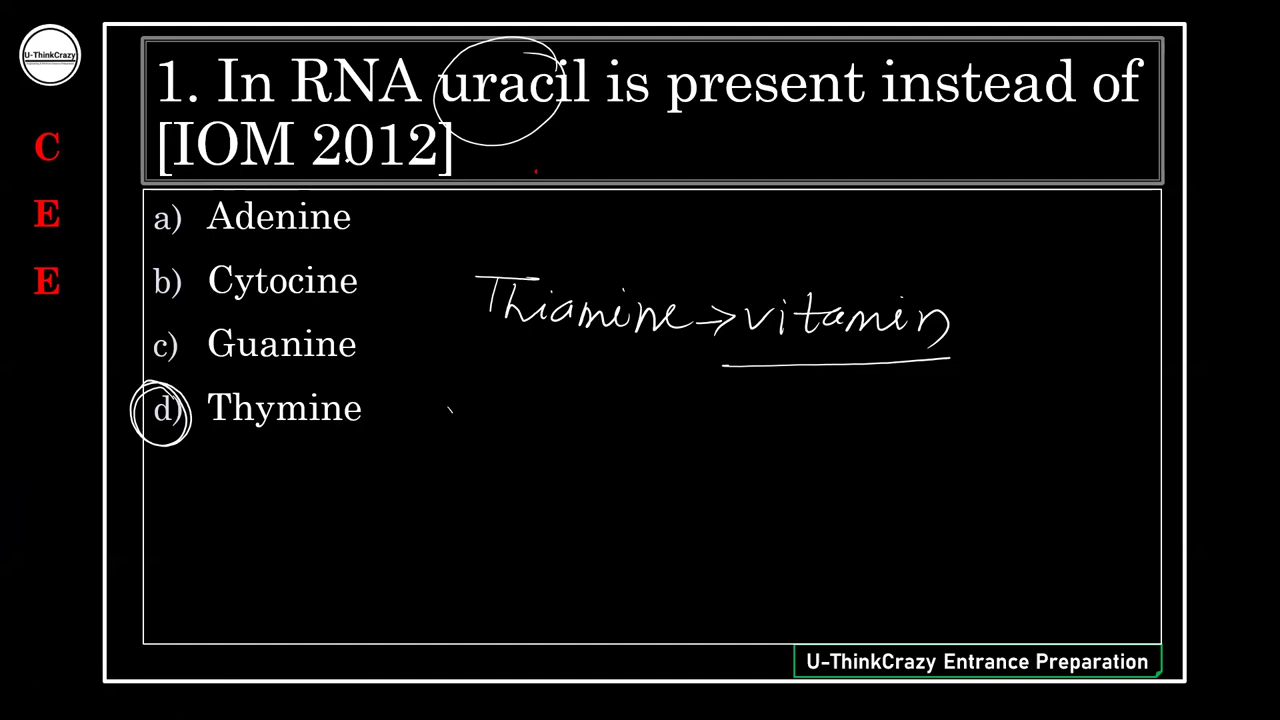 U-ThinkCrazy
1. In RNA uracil is present instead of
[IOM 2012]
C
E
E
a) Adenine
b) Cytocine
c) Guanine
d) Thymine
Thiamine → vitamin
U-ThinkCrazy Entrance Preparation